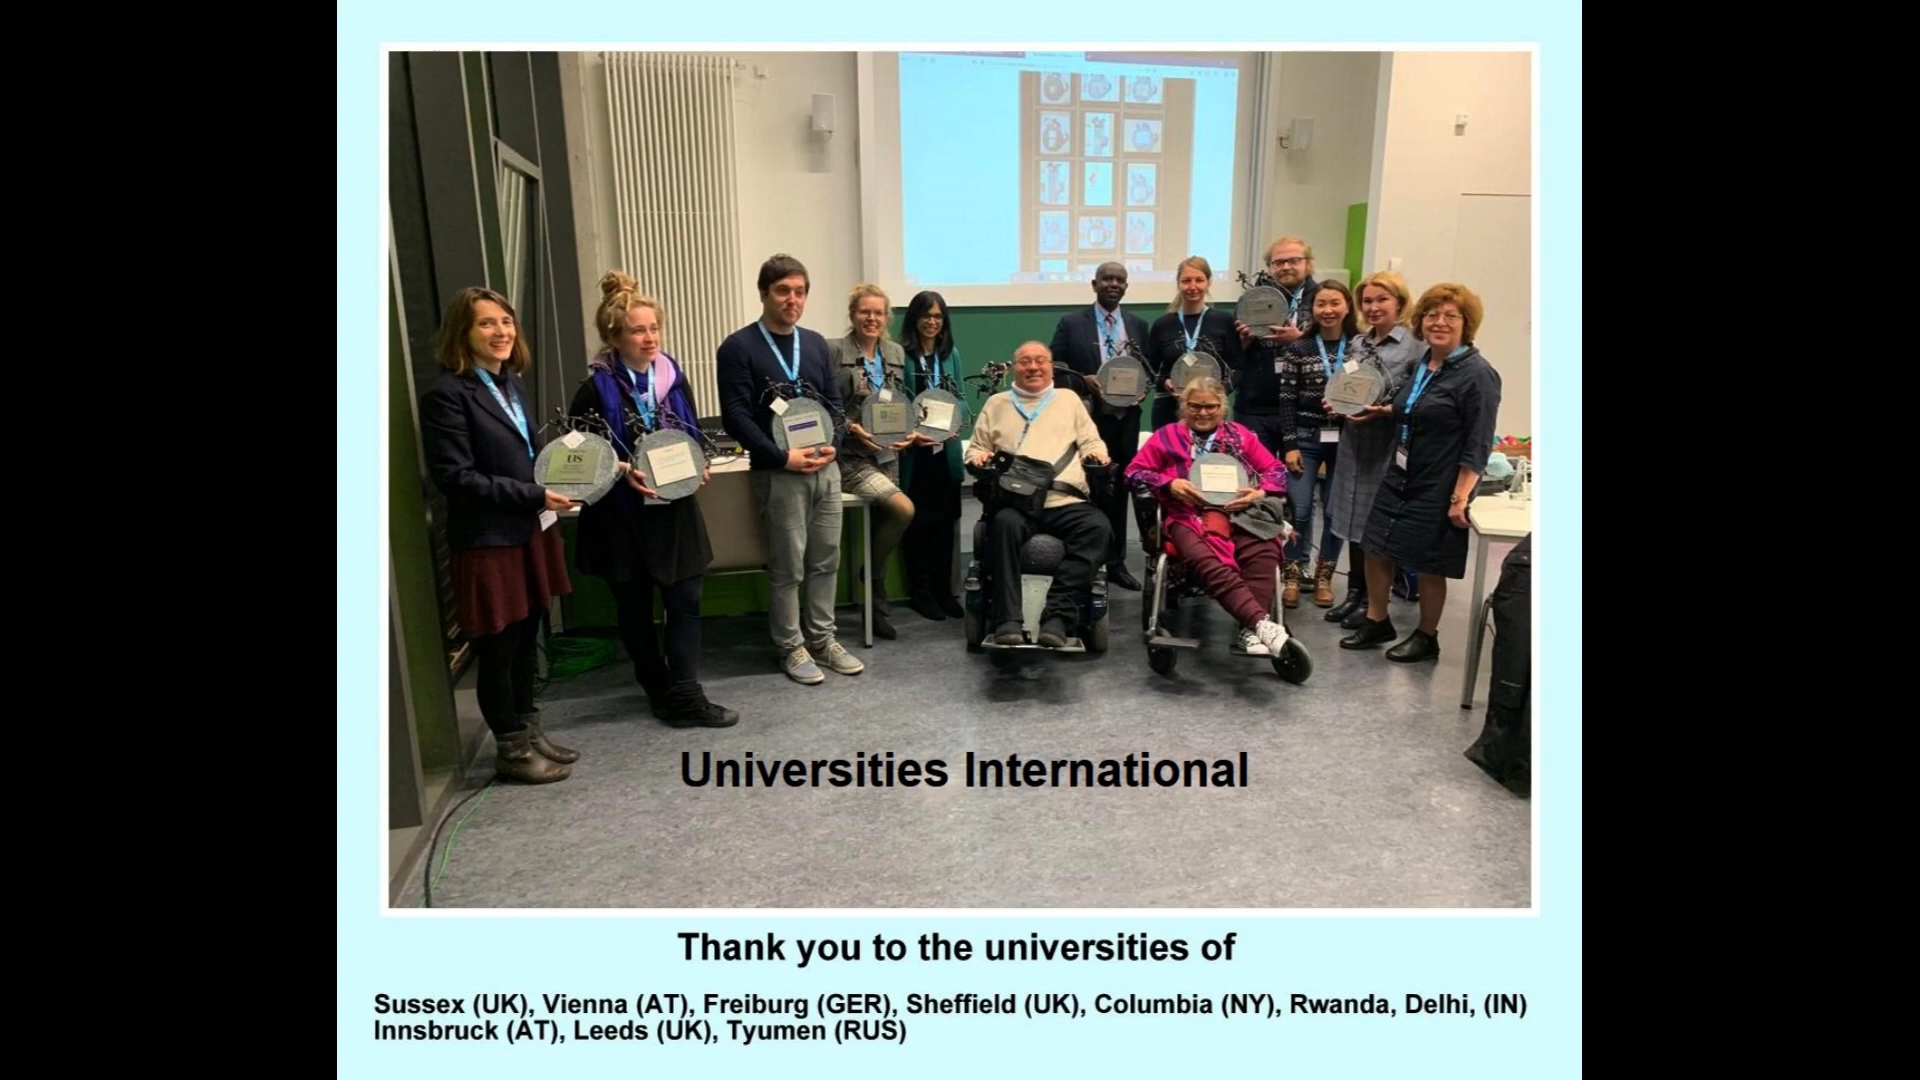 US
Universities International
Thank you to the universities of
Sussex (UK), Vienna (AT), Freiburg (GER), Sheffield (UK), Columbia (NY), Rwanda, Delhi, (IN)
Innsbruck (AT), Leeds (UK), Tyumen (RUS)